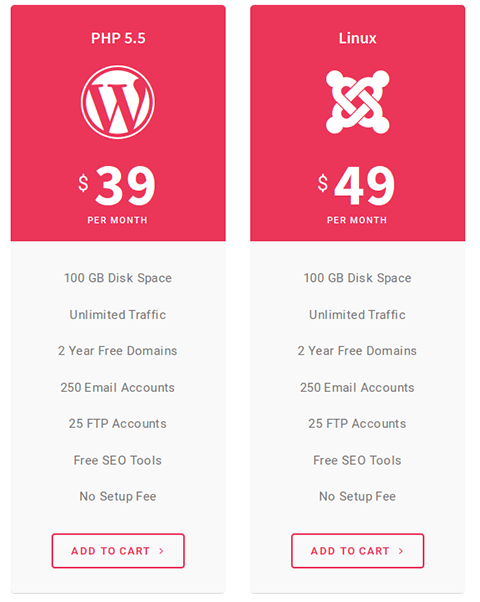 PHP 5.5
$ 39
PER MONTH
100 GB Disk Space
Unlimited Traffic
2 Year Free Domains
250 Email Accounts
25 FTP Accounts
Free SEO Tools
No Setup Fee
ADD TO CART >
Linux
$ 49
PER MONTH
100 GB Disk Space
Unlimited Traffic
2 Year Free Domains
250 Email Accounts
25 FTP Accounts
Free SEO Tools
No Setup Fee
ADD TO CART >